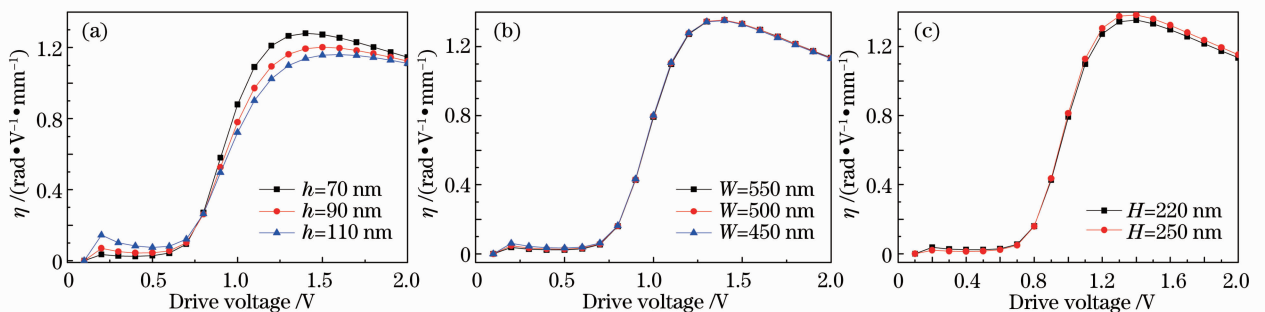 (a)
η /(rad•V⁻¹•mm⁻¹)
1.2
0.8
0.4
0
h=70 nm
h=90 nm
h=110 nm
0 0.5 1.0 1.5 2.0
Drive voltage /V
(b)
η /(rad•V⁻¹•mm⁻¹)
1.2
0.8
0.4
0
W=550 nm
W=500 nm
W=450 nm
0 0.5 1.0 1.5 2.0
Drive voltage /V
(c)
η /(rad•V⁻¹•mm⁻¹)
1.2
0.8
0.4
0
H=220 nm
H=250 nm
0 0.4 0.8 1.2 1.6 2.0
Drive voltage /V